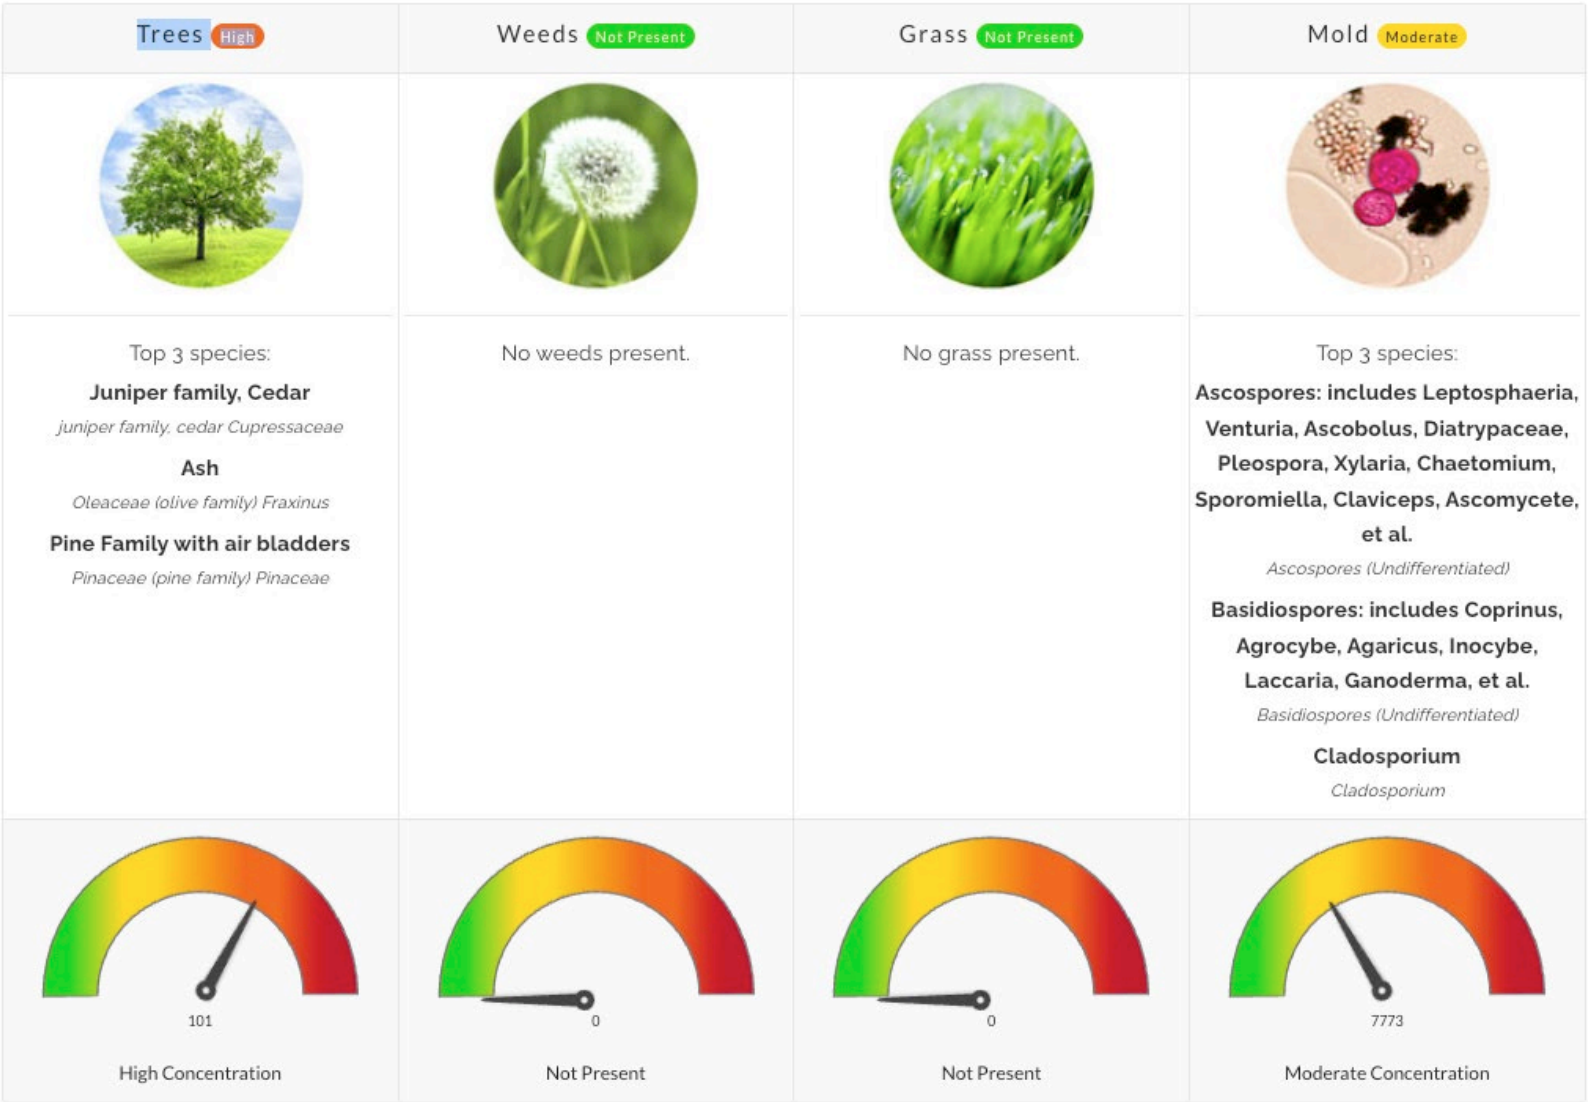 Trees High
Weeds Not Present
Grass Not Present
Mold Moderate
Top 3 species:
Juniper family, Cedar
juniper family, cedar Cupressaceae
Ash
Oleaceae (olive family) Fraxinus
Pine Family with air bladders
Pinaceae (pine family) Pinaceae
No weeds present.
No grass present.
Top 3 species:
Ascospores: includes Leptosphaeria,
Venturia, Ascobolus, Diatrypaceae,
Pleospora, Xylaria, Chaetomium,
Sporomiella, Claviceps, Ascomycete,
et al.
Ascospores (Undifferentiated)
Basidiospores: includes Coprinus,
Agrocybe, Agaricus, Inocybe,
Laccaria, Ganoderma, et al.
Basidiospores (Undifferentiated)
Cladosporium
Cladosporium
101
High Concentration
0
Not Present
0
Not Present
7773
Moderate Concentration